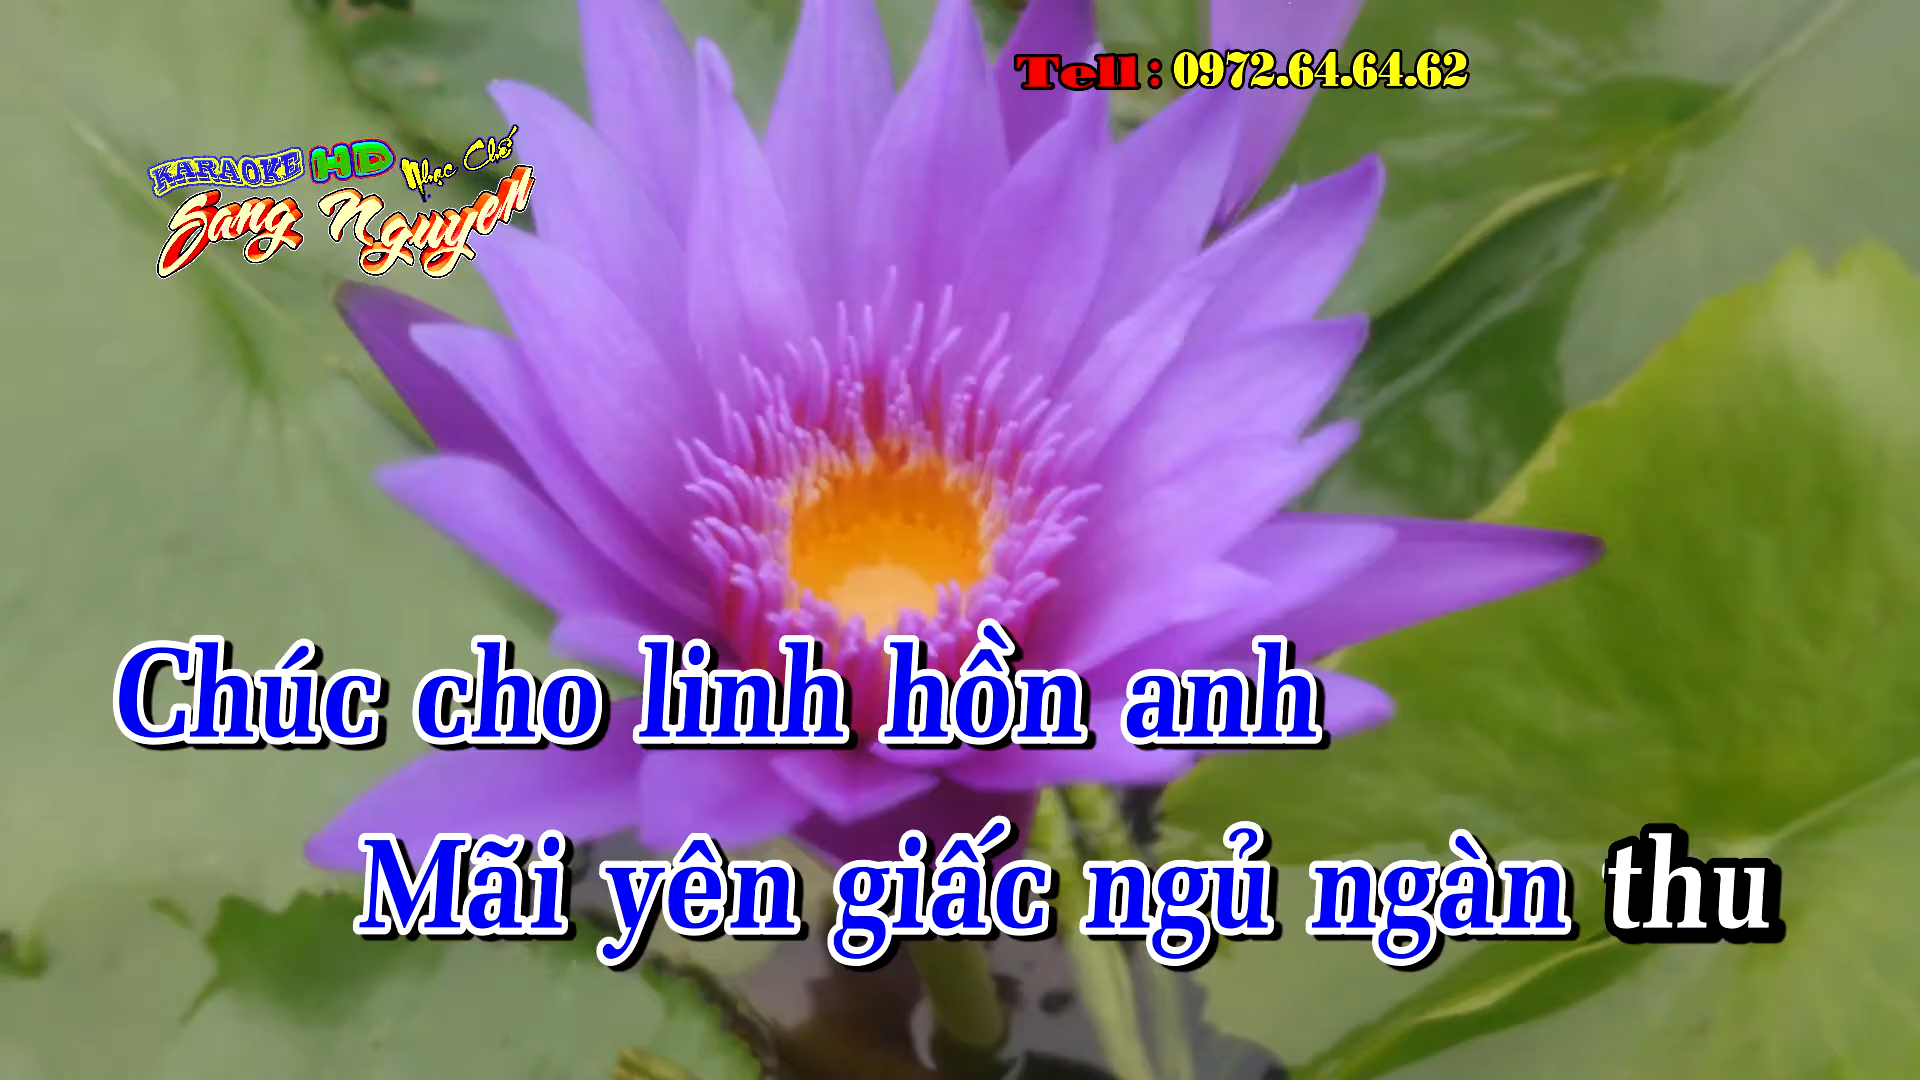 Tell : 0972.64.64.62
KARAOKE HD Nhạc Chế
Sang Nguyen
Chúc cho linh hồn anh
Mãi yên giấc ngủ ngàn thu